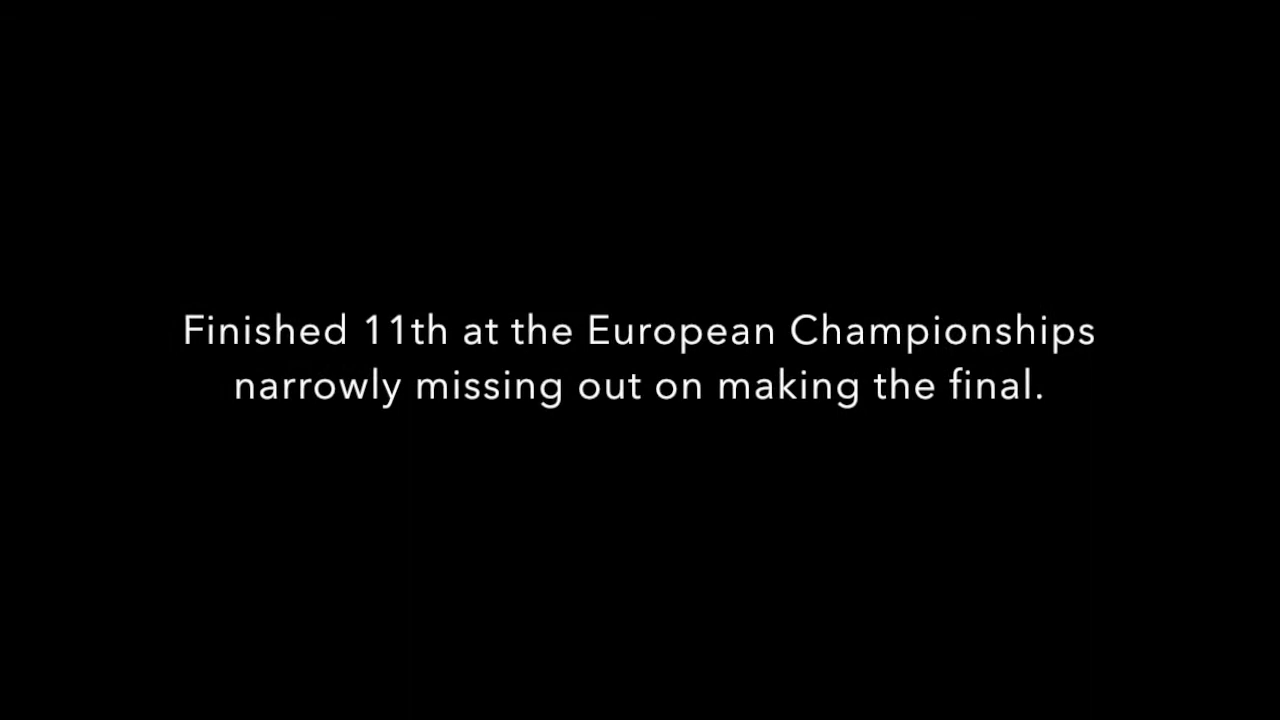 Finished 11th at the European Championships
narrowly missing out on making the final.